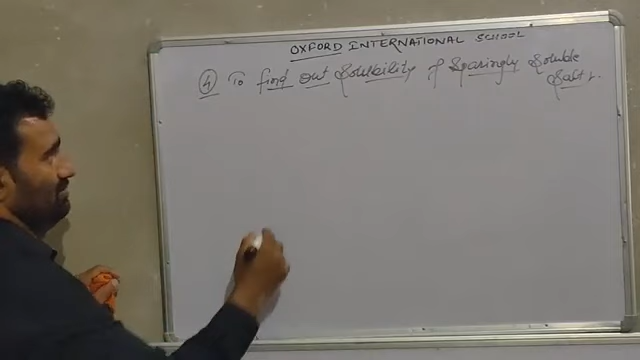 OXFORD INTERNATIONAL SCHOOL
④ To find out Solubility of Sparingly Soluble
Salt :-